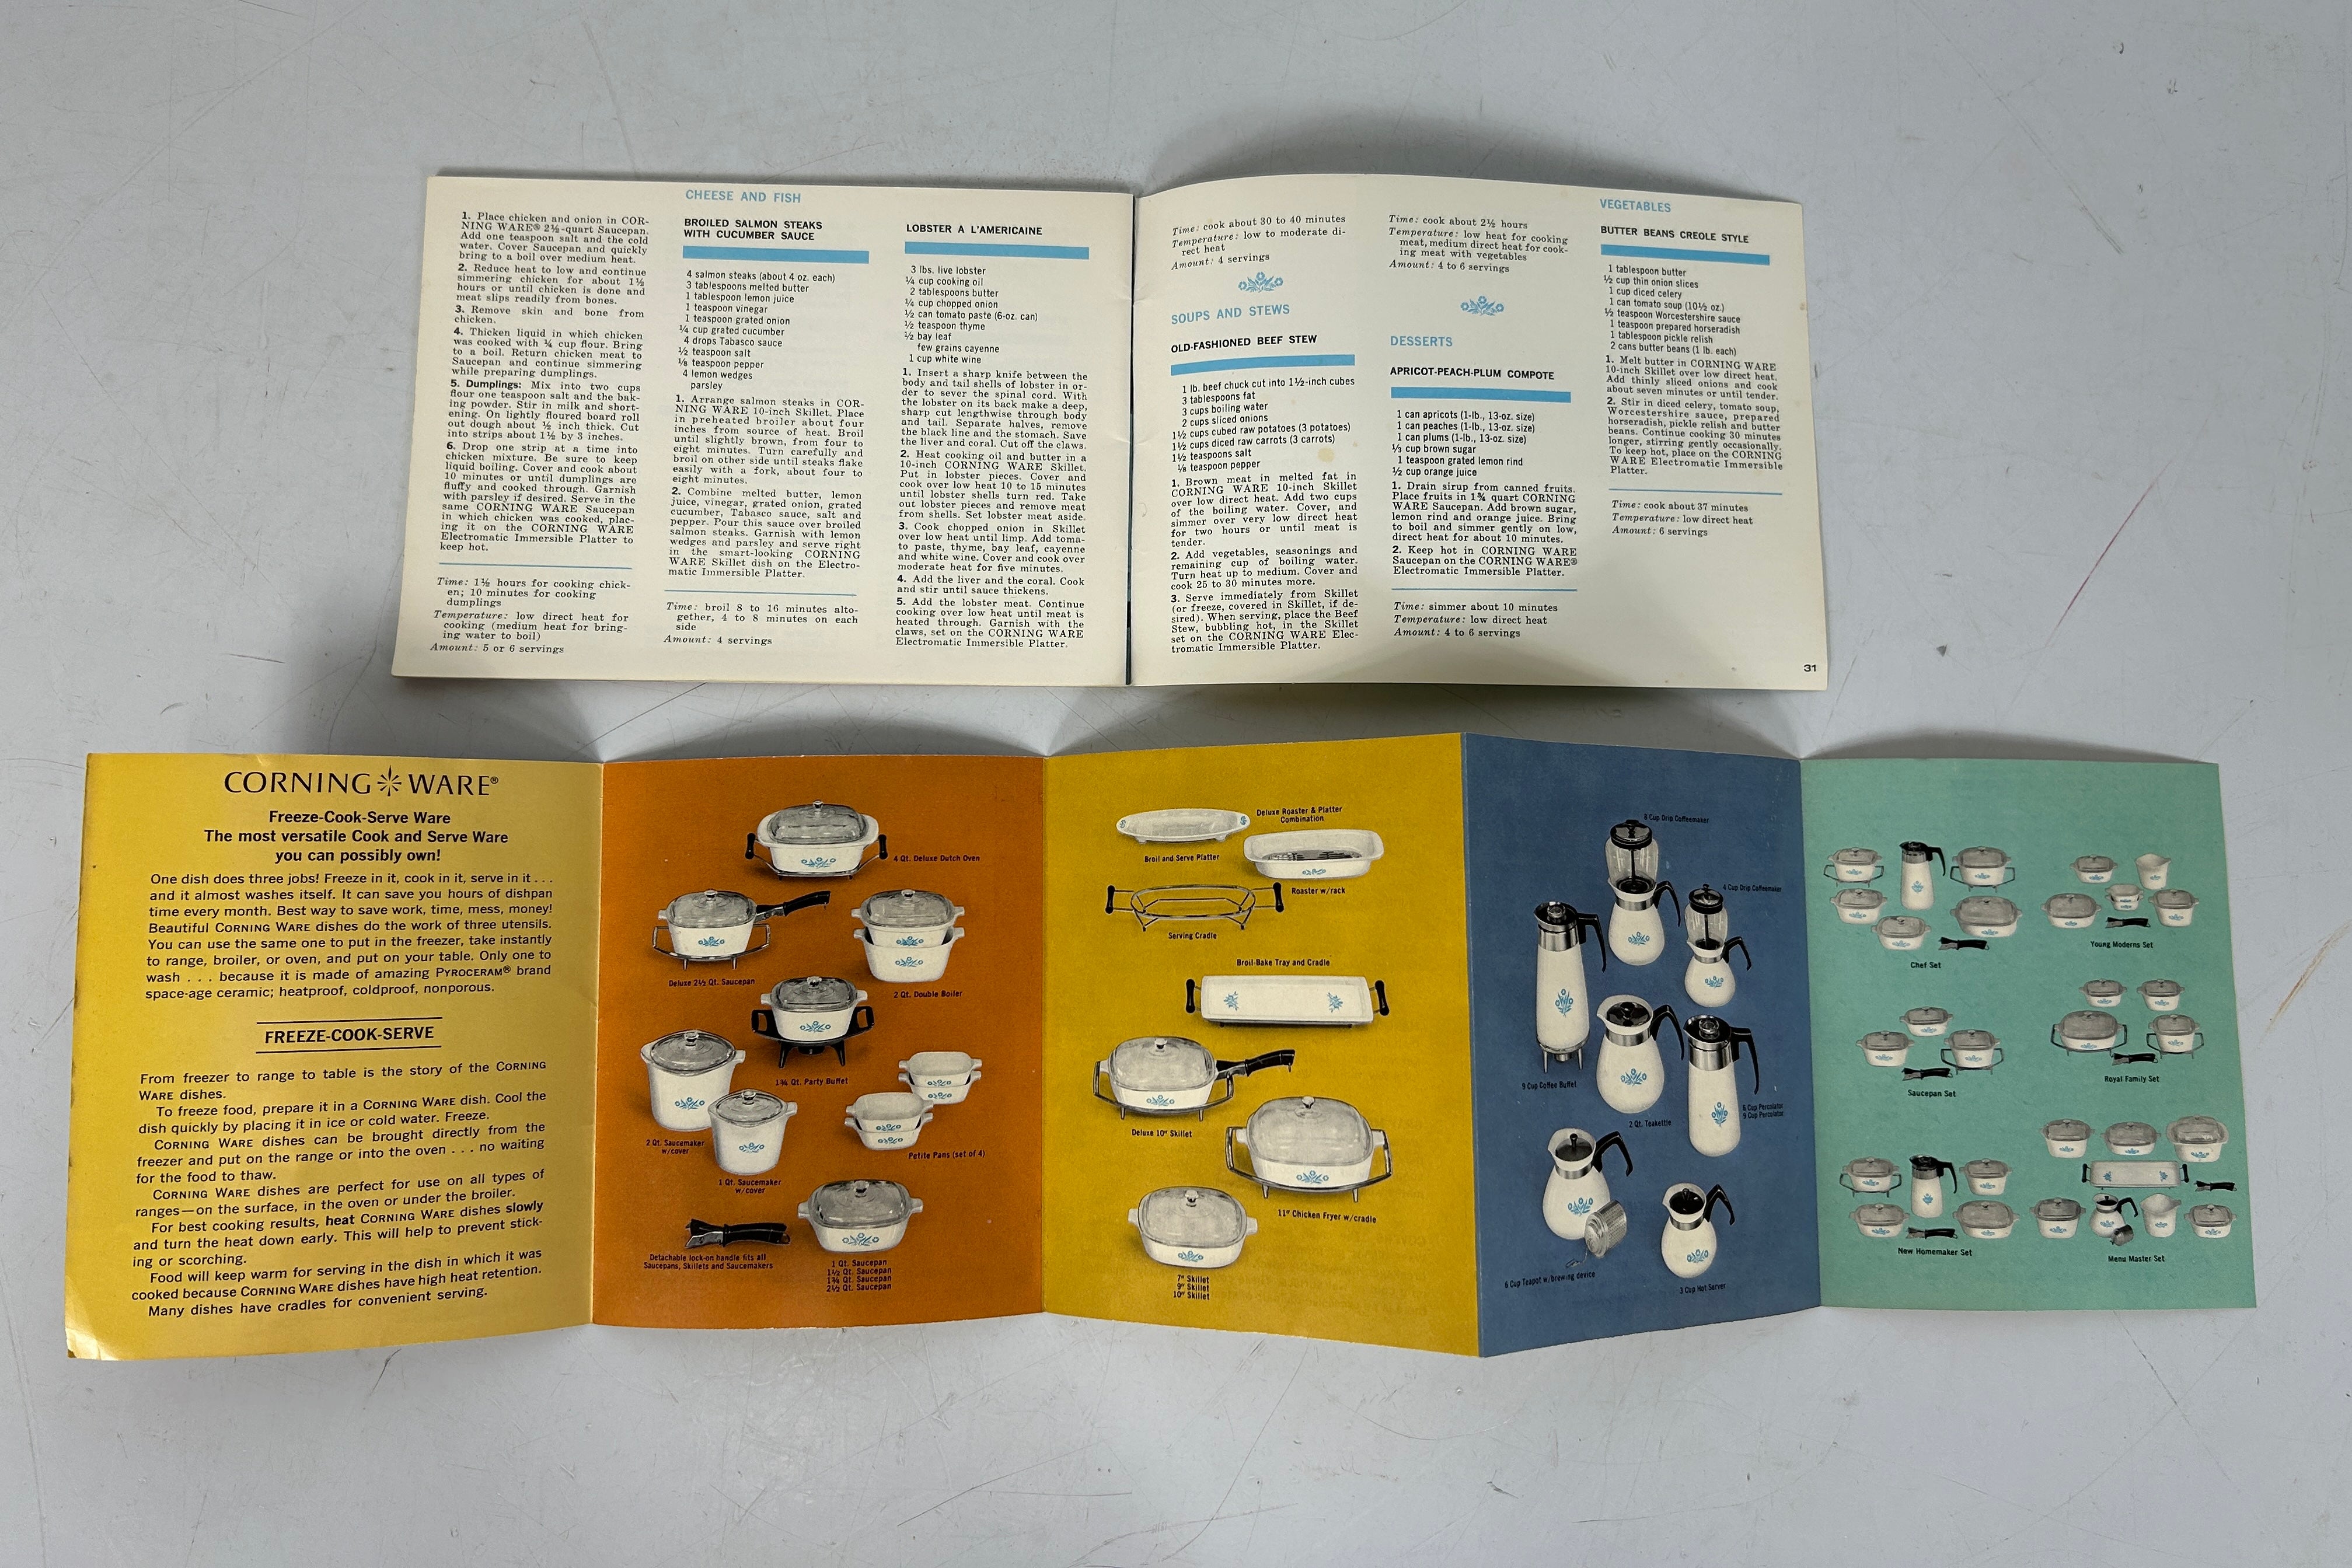 1. Place chicken and onion in COR-
NING WARE® 2½-quart Saucepan.
Add one teaspoon salt and the cold
water. Cover Saucepan and quickly
bring to a boil over medium heat.
2. Reduce heat to low and continue
simmering chicken for about 1½
hours or until chicken is done and
meat slips readily from bones.
3. Remove skin and bone from
chicken.
4. Thicken liquid in which chicken
was cooked with ¼ cup flour. Bring
to a boil. Return chicken meat to
Saucepan and continue simmering
while preparing dumplings.
5. Dumplings: Mix into two cups
flour one teaspoon salt and the bak-
ing powder. Stir in milk and short-
ening. On lightly floured board roll
out dough about ½ inch thick. Cut
into strips about 1½ by 3 inches.
6. Drop one strip at a time into
chicken mixture. Be sure to keep
liquid boiling. Cover and cook about
10 minutes or until dumplings are
fluffy and cooked through. Garnish
with parsley if desired. Serve in the
same CORNING WARE Saucepan
in which chicken was cooked, plac-
ing it on the CORNING WARE
Electromatic Immersible Platter to
keep hot.
Time: 1½ hours for cooking chick-
en; 10 minutes for cooking
dumplings
Temperature: low direct heat for
cooking (medium heat for bring-
ing water to boil)
Amount: 5 or 6 servings
CHEESE AND FISH
BROILED SALMON STEAKS
WITH CUCUMBER SAUCE
4 salmon steaks (about 4 oz. each)
3 tablespoons melted butter
1 tablespoon lemon juice
1 teaspoon vinegar
1 teaspoon grated onion
¼ cup grated cucumber
4 drops Tabasco sauce
½ teaspoon salt
⅛ teaspoon pepper
4 lemon wedges
parsley
1. Arrange salmon steaks in COR-
NING WARE 10-inch Skillet. Place
in preheated broiler about four
inches from source of heat. Broil
until slightly brown, from four to
eight minutes. Turn carefully and
broil on other side until steaks flake
easily with a fork, about four to
eight minutes.
2. Combine melted butter, lemon
juice, vinegar, grated onion, grated
cucumber, Tabasco sauce, salt and
pepper. Pour this sauce over broiled
salmon steaks. Garnish with lemon
wedges and parsley and serve right
in the smart-looking CORNING
WARE Skillet dish on the Electro-
matic Immersible Platter.
Time: broil 8 to 16 minutes alto-
gether, 4 to 8 minutes on each
side
Amount: 4 servings
LOBSTER A L'AMERICAINE
3 lbs. live lobster
¼ cup cooking oil
2 tablespoons butter
¼ cup chopped onion
½ can tomato paste (6-oz. can)
½ teaspoon thyme
½ bay leaf
few grains cayenne
1 cup white wine
1. Insert a sharp knife between the
body and tail shells of lobster in or-
der to sever the spinal cord. With
the lobster on its back make a deep,
sharp cut lengthwise through body
and tail. Separate halves, remove
the black line and the stomach. Save
the liver and coral. Cut off the claws.
2. Heat cooking oil and butter in a
10-inch CORNING WARE Skillet.
Put in lobster pieces. Cover and
cook over low heat 10 to 15 minutes
until lobster shells turn red. Take
out lobster pieces and remove meat
from shells. Set lobster meat aside.
3. Cook chopped onion in Skillet
over low heat until limp. Add toma-
to paste, thyme, bay leaf, cayenne
and white wine. Cover and cook over
moderate heat for five minutes.
4. Add the liver and the coral. Cook
and stir until sauce thickens.
5. Add the lobster meat. Continue
cooking over low heat until meat is
heated through. Garnish with the
claws, set on the CORNING WARE
Electromatic Immersible Platter.
Time: cook about 30 to 40 minutes
Temperature: low to moderate di-
rect heat
Amount: 4 servings
SOUPS AND STEWS
OLD-FASHIONED BEEF STEW
1 lb. beef chuck cut into 1½-inch cubes
3 tablespoons fat
3 cups boiling water
2 cups sliced onions
1½ cups cubed raw potatoes (3 potatoes)
1½ cups diced raw carrots (3 carrots)
1½ teaspoons salt
⅛ teaspoon pepper
1. Brown meat in melted fat in
CORNING WARE 10-inch Skillet
over low direct heat. Add two cups
of the boiling water. Cover, and
simmer over very low direct heat
for two hours or until meat is
tender.
2. Add vegetables, seasonings and
remaining cup of boiling water.
Turn heat up to medium. Cover and
cook 25 to 30 minutes more.
3. Serve immediately from Skillet
(or freeze, covered in Skillet, if de-
sired). When serving, place the Beef
Stew, bubbling hot, in the Skillet
set on the CORNING WARE Elec-
tromatic Immersible Platter.
Time: cook about 2½ hours
Temperature: low heat for cooking
meat, medium direct heat for cook-
ing meat with vegetables
Amount: 4 to 6 servings
DESSERTS
APRICOT-PEACH-PLUM COMPOTE
1 can apricots (1-lb., 13-oz. size)
1 can peaches (1-lb., 13-oz. size)
1 can plums (1-lb., 13-oz. size)
⅓ cup brown sugar
1 teaspoon grated lemon rind
½ cup orange juice
1. Drain sirup from canned fruits.
Place fruits in 1¾ quart CORNING
WARE Saucepan. Add brown sugar,
lemon rind and orange juice. Bring
to boil and simmer gently on low,
direct heat for about 10 minutes.
2. Keep hot in CORNING WARE
Saucepan on the CORNING WARE®
Electromatic Immersible Platter.
Time: simmer about 10 minutes
Temperature: low direct heat
Amount: 4 to 6 servings
VEGETABLES
BUTTER BEANS CREOLE STYLE
1 tablespoon butter
½ cup thin onion slices
1 cup diced celery
1 can tomato soup (10½ oz.)
½ teaspoon Worcestershire sauce
1 teaspoon prepared horseradish
1 tablespoon pickle relish
2 cans butter beans (1 lb. each)
1. Melt butter in CORNING WARE
10-inch Skillet over low direct heat.
Add thinly sliced onions and cook
about seven minutes or until tender.
2. Stir in diced celery, tomato soup,
Worcestershire sauce, prepared
horseradish, pickle relish and butter
beans. Continue cooking 30 minutes
longer, stirring gently occasionally.
To keep hot, place on the CORNING
WARE Electromatic Immersible
Platter.
Time: cook about 37 minutes
Temperature: low direct heat
Amount: 6 servings
31
CORNING WARE®
Freeze-Cook-Serve Ware
The most versatile Cook and Serve Ware
you can possibly own!
One dish does three jobs! Freeze in it, cook in it, serve in it . . .
and it almost washes itself. It can save you hours of dishpan
time every month. Best way to save work, time, mess, money!
Beautiful CORNING WARE dishes do the work of three utensils.
You can use the same one to put in the freezer, take instantly
to range, broiler, or oven, and put on your table. Only one to
wash . . . because it is made of amazing PYROCERAM® brand
space-age ceramic; heatproof, coldproof, nonporous.
FREEZE-COOK-SERVE
From freezer to range to table is the story of the CORNING
WARE dishes.
To freeze food, prepare it in a CORNING WARE dish. Cool the
dish quickly by placing it in ice or cold water. Freeze.
CORNING WARE dishes can be brought directly from the
freezer and put on the range or into the oven . . . no waiting
for the food to thaw.
CORNING WARE dishes are perfect for use on all types of
ranges—on the surface, in the oven or under the broiler.
For best cooking results, heat CORNING WARE dishes slowly
and turn the heat down early. This will help to prevent stick-
ing or scorching.
Food will keep warm for serving in the dish in which it was
cooked because CORNING WARE dishes have high heat retention.
Many dishes have cradles for convenient serving.
4 Qt. Deluxe Dutch Oven
Deluxe 2½ Qt. Saucepan
2 Qt. Double Boiler
1¾ Qt. Party Buffet
2 Qt. Saucemaker
w/cover
1 Qt. Saucemaker
w/cover
Petite Pans (set of 4)
Detachable lock-on handle fits all
Saucepans, Skillets and Saucemakers
1 Qt. Saucepan
1½ Qt. Saucepan
1¾ Qt. Saucepan
2½ Qt. Saucepan
Deluxe Roaster & Platter
Combination
Broil and Serve Platter
Roaster w/rack
Serving Cradle
Broil-Bake Tray and Cradle
Deluxe 10" Skillet
11" Chicken Fryer w/cradle
7" Skillet
9" Skillet
10" Skillet
8 Cup Drip Coffeemaker
4 Cup Drip Coffeemaker
9 Cup Coffee Buffet
2 Qt. Teakettle
6 Cup Percolator
9 Cup Percolator
6 Cup Teapot w/brewing device
3 Cup Hot Server
Chef Set
Young Moderns Set
Saucepan Set
Royal Family Set
New Homemaker Set
Menu Master Set